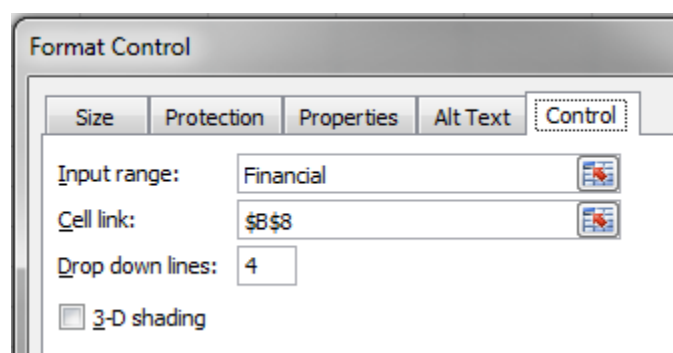 Format Control
Size Protection Properties Alt Text Control
Input range: Financial
Cell link: $B$8
Drop down lines: 4
3-D shading